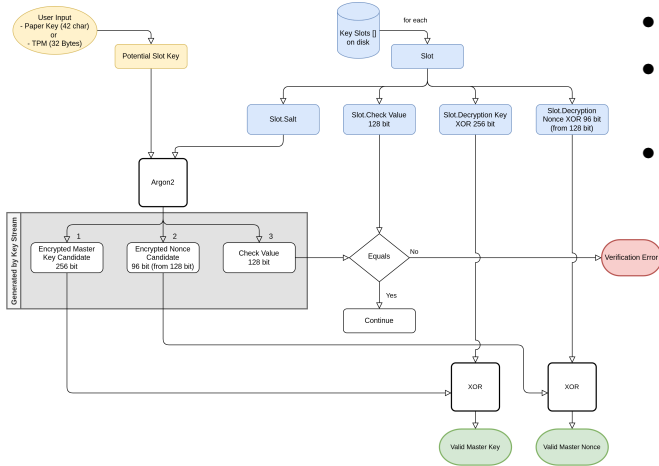 User Input
- Paper Key (42 char)
or
- TPM (32 Bytes)
Potential Slot Key
Key Slots []
on disk
for each
Slot
Slot.Salt
Slot.Check Value
128 bit
Slot.Decryption Key
XOR 256 bit
Slot.Decryption
Nonce XOR 96 bit
(from 128 bit)
Argon2
Generated by Key Stream
1
2
3
Encrypted Master
Key Candidate
256 bit
Encrypted Nonce
Candidate
96 bit (from 128 bit)
Check Value
128 bit
Equals
No
Verification Error
Yes
Continue
XOR
XOR
Valid Master Key
Valid Master Nonce